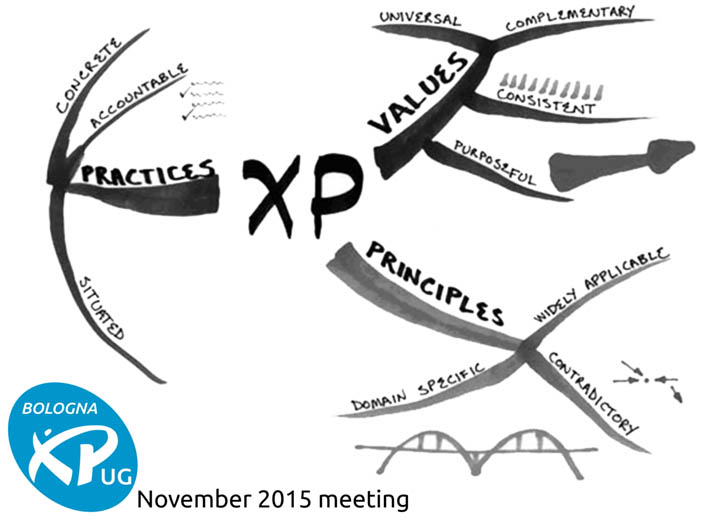 UNIVERSAL
COMPLEMENTARY
CONCRETE
ACCOUNTABLE
VALUES
CONSISTENT
PURPOSEFUL
PRACTICES
XP
SITUATED
PRINCIPLES
WIDELY APPLICABLE
DOMAIN SPECIFIC
CONTRADICTORY
BOLOGNA
XP UG
November 2015 meeting